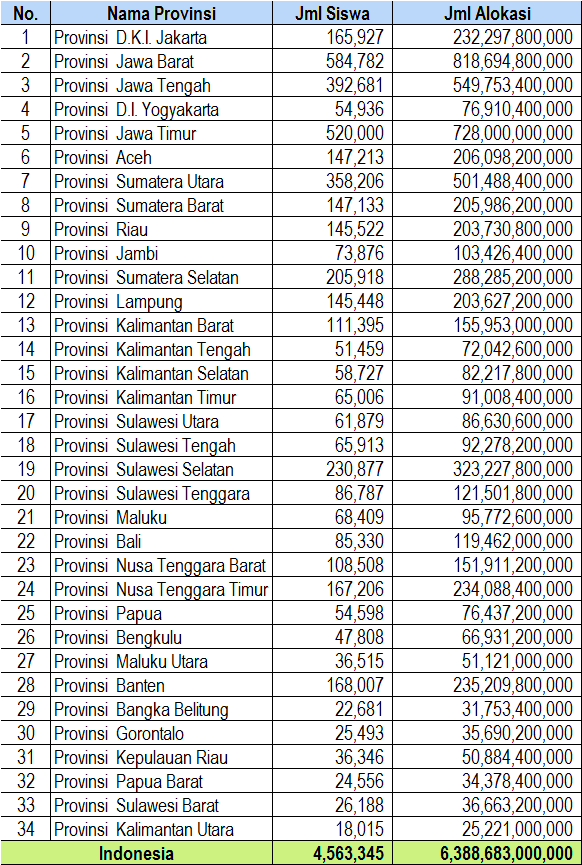 No. Nama Provinsi Jml Siswa Jml Alokasi
1 Provinsi D.K.I. Jakarta 165,927 232,297,800,000
2 Provinsi Jawa Barat 584,782 818,694,800,000
3 Provinsi Jawa Tengah 392,681 549,753,400,000
4 Provinsi D.I. Yogyakarta 54,936 76,910,400,000
5 Provinsi Jawa Timur 520,000 728,000,000,000
6 Provinsi Aceh 147,213 206,098,200,000
7 Provinsi Sumatera Utara 358,206 501,488,400,000
8 Provinsi Sumatera Barat 147,133 205,986,200,000
9 Provinsi Riau 145,522 203,730,800,000
10 Provinsi Jambi 73,876 103,426,400,000
11 Provinsi Sumatera Selatan 205,918 288,285,200,000
12 Provinsi Lampung 145,448 203,627,200,000
13 Provinsi Kalimantan Barat 111,395 155,953,000,000
14 Provinsi Kalimantan Tengah 51,459 72,042,600,000
15 Provinsi Kalimantan Selatan 58,727 82,217,800,000
16 Provinsi Kalimantan Timur 65,006 91,008,400,000
17 Provinsi Sulawesi Utara 61,879 86,630,600,000
18 Provinsi Sulawesi Tengah 65,913 92,278,200,000
19 Provinsi Sulawesi Selatan 230,877 323,227,800,000
20 Provinsi Sulawesi Tenggara 86,787 121,501,800,000
21 Provinsi Maluku 68,409 95,772,600,000
22 Provinsi Bali 85,330 119,462,000,000
23 Provinsi Nusa Tenggara Barat 108,508 151,911,200,000
24 Provinsi Nusa Tenggara Timur 167,206 234,088,400,000
25 Provinsi Papua 54,598 76,437,200,000
26 Provinsi Bengkulu 47,808 66,931,200,000
27 Provinsi Maluku Utara 36,515 51,121,000,000
28 Provinsi Banten 168,007 235,209,800,000
29 Provinsi Bangka Belitung 22,681 31,753,400,000
30 Provinsi Gorontalo 25,493 35,690,200,000
31 Provinsi Kepulauan Riau 36,346 50,884,400,000
32 Provinsi Papua Barat 24,556 34,378,400,000
33 Provinsi Sulawesi Barat 26,188 36,663,200,000
34 Provinsi Kalimantan Utara 18,015 25,221,000,000
Indonesia 4,563,345 6,388,683,000,000